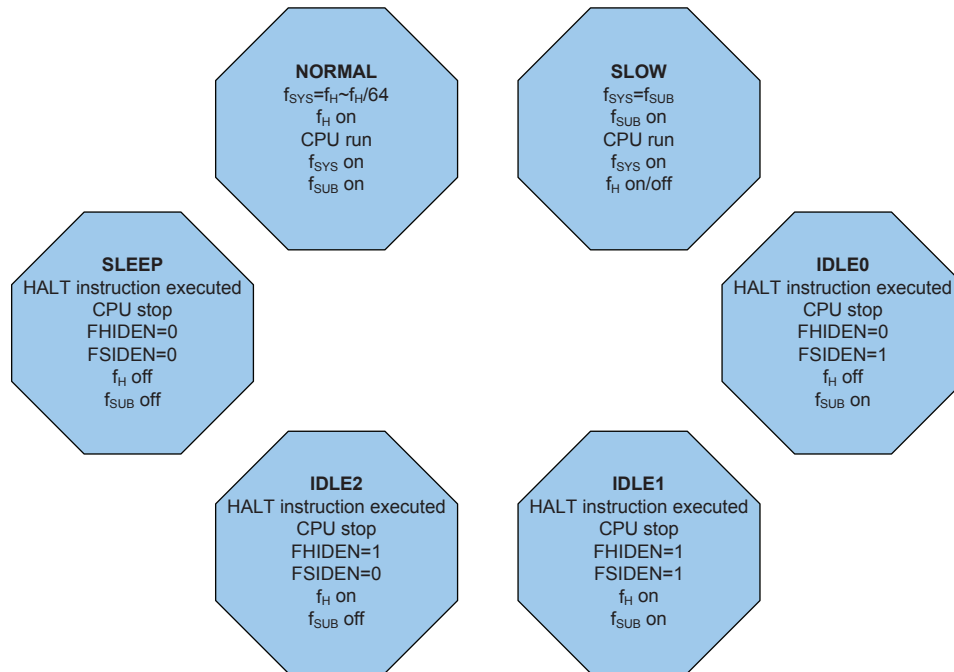 NORMAL
fSYS=fH~fH/64
fH on
CPU run
fSYS on
fSUB on
SLOW
fSYS=fSUB
fSUB on
CPU run
fSYS on
fH on/off
SLEEP
HALT instruction executed
CPU stop
FHIDEN=0
FSIDEN=0
fH off
fSUB off
IDLE0
HALT instruction executed
CPU stop
FHIDEN=0
FSIDEN=1
fH off
fSUB on
IDLE2
HALT instruction executed
CPU stop
FHIDEN=1
FSIDEN=0
fH on
fSUB off
IDLE1
HALT instruction executed
CPU stop
FHIDEN=1
FSIDEN=1
fH on
fSUB on